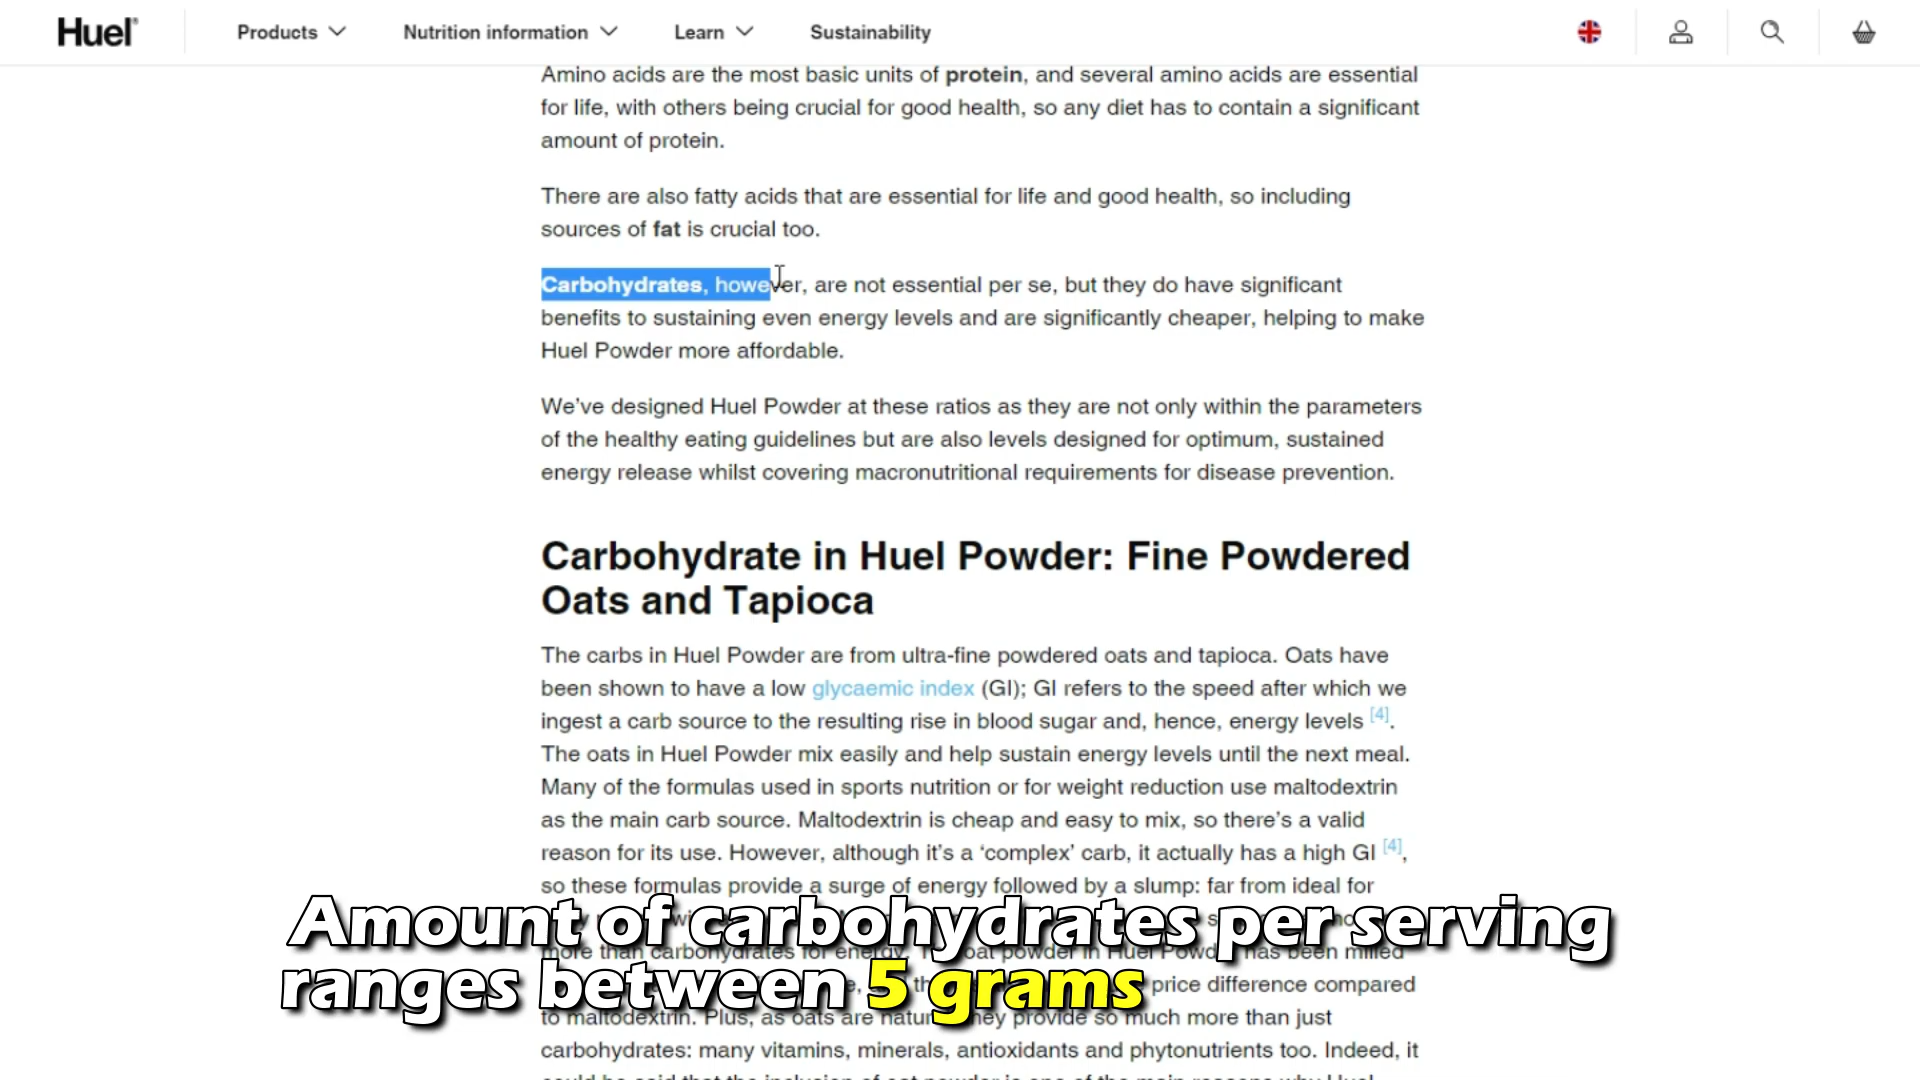 Huel
Products
Nutrition information
Learn
Sustainability
Amino acids are the most basic units of protein, and several amino acids are essential
for life, with others being crucial for good health, so any diet has to contain a significant
amount of protein.
There are also fatty acids that are essential for life and good health, so including
sources of fat is crucial too.
Carbohydrates, however, are not essential per se, but they do have significant
benefits to sustaining even energy levels and are significantly cheaper, helping to make
Huel Powder more affordable.
We’ve designed Huel Powder at these ratios as they are not only within the parameters
of the healthy eating guidelines but are also levels designed for optimum, sustained
energy release whilst covering macronutritional requirements for disease prevention.
Carbohydrate in Huel Powder: Fine Powdered
Oats and Tapioca
The carbs in Huel Powder are from ultra-fine powdered oats and tapioca. Oats have
been shown to have a low glycaemic index (GI); GI refers to the speed after which we
ingest a carb source to the resulting rise in blood sugar and, hence, energy levels [4].
The oats in Huel Powder mix easily and help sustain energy levels until the next meal.
Many of the formulas used in sports nutrition or for weight reduction use maltodextrin
as the main carb source. Maltodextrin is cheap and easy to mix, so there’s a valid
reason for its use. However, although it’s a ‘complex’ carb, it actually has a high GI [4],
so these formulas provide a surge of energy followed by a slump: far from ideal for
Amount of carbohydrates per serving
more than carbohydrates for energy. oat powder in Huel has been milled
ranges between 5 grams
price difference compared
to maltodextrin. Plus, as oats are they provide so much more than just
carbohydrates: many vitamins, minerals, antioxidants and phytonutrients too. Indeed, it